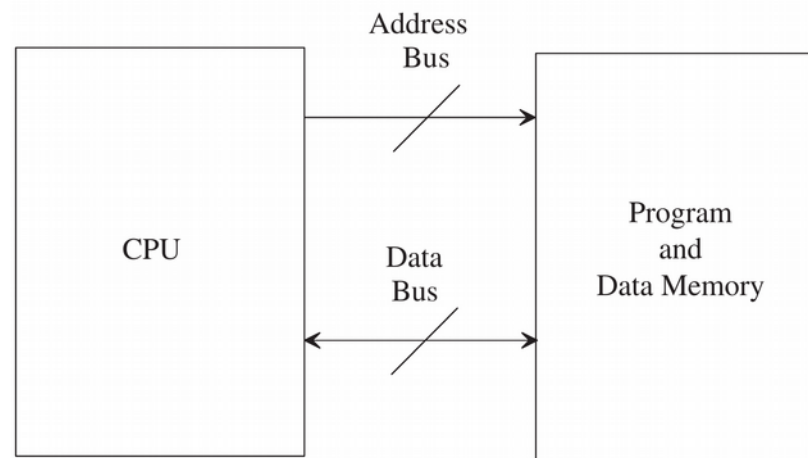 Address
Bus
CPU
Data
Bus
Program
and
Data Memory